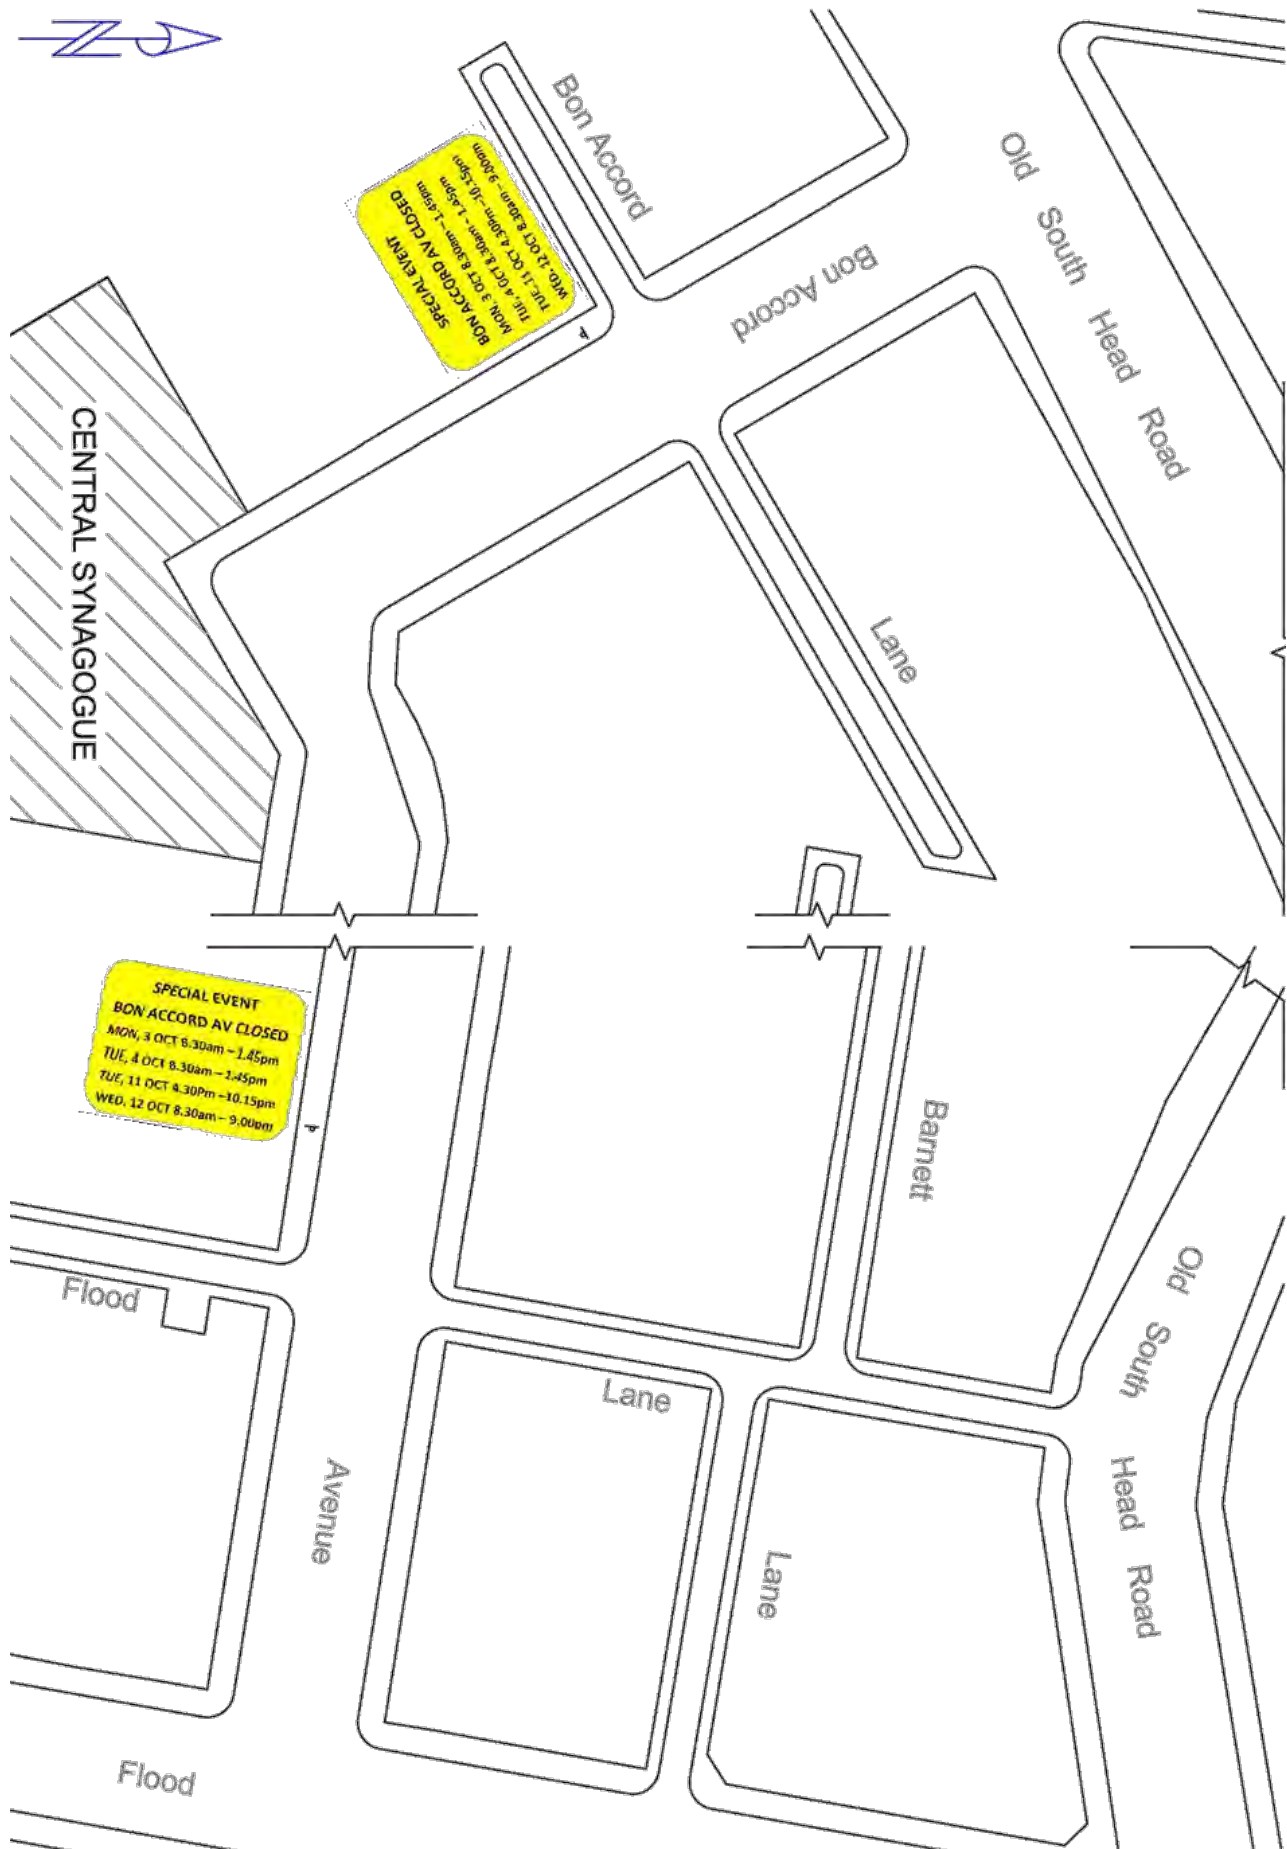 N
Bon Accord
Old South Head Road
SPECIAL EVENT
BON ACCORD AV CLOSED
MON, 3 OCT 8.30am – 1.45pm
TUE, 4 OCT 8.30am – 1.45pm
TUE, 11 OCT 4.30Pm –10.15pm
WED, 12 OCT 8.30am – 9.00pm
Bon Accord
Lane
CENTRAL SYNAGOGUE
SPECIAL EVENT
BON ACCORD AV CLOSED
MON, 3 OCT 8.30am – 1.45pm
TUE, 4 OCT 8.30am – 1.45pm
TUE, 11 OCT 4.30Pm –10.15pm
WED, 12 OCT 8.30am – 9.00pm
Barnett
Old South Head Road
Flood
Lane
Avenue
Lane
Flood